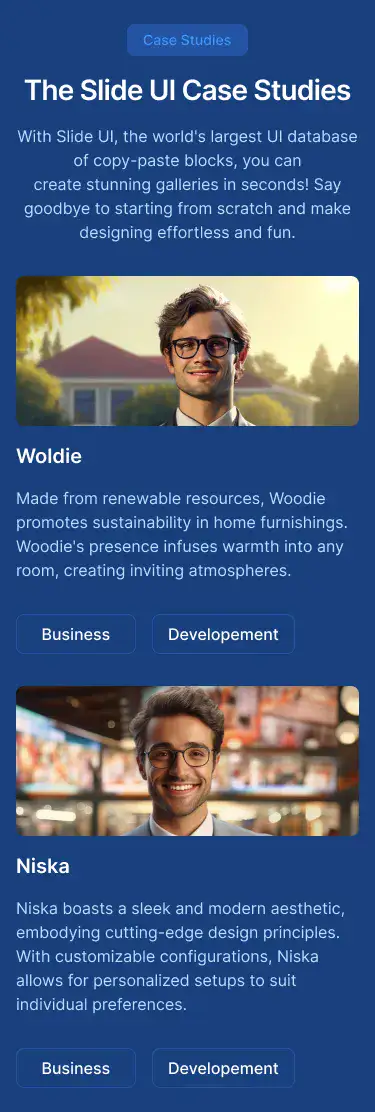 Case Studies
The Slide UI Case Studies
With Slide UI, the world's largest UI database
of copy-paste blocks, you can
create stunning galleries in seconds! Say
goodbye to starting from scratch and make
designing effortless and fun.
Woldie
Made from renewable resources, Woodie
promotes sustainability in home furnishings.
Woodie's presence infuses warmth into any
room, creating inviting atmospheres.
Business
Developement
Niska
Niska boasts a sleek and modern aesthetic,
embodying cutting-edge design principles.
With customizable configurations, Niska
allows for personalized setups to suit
individual preferences.
Business
Developement